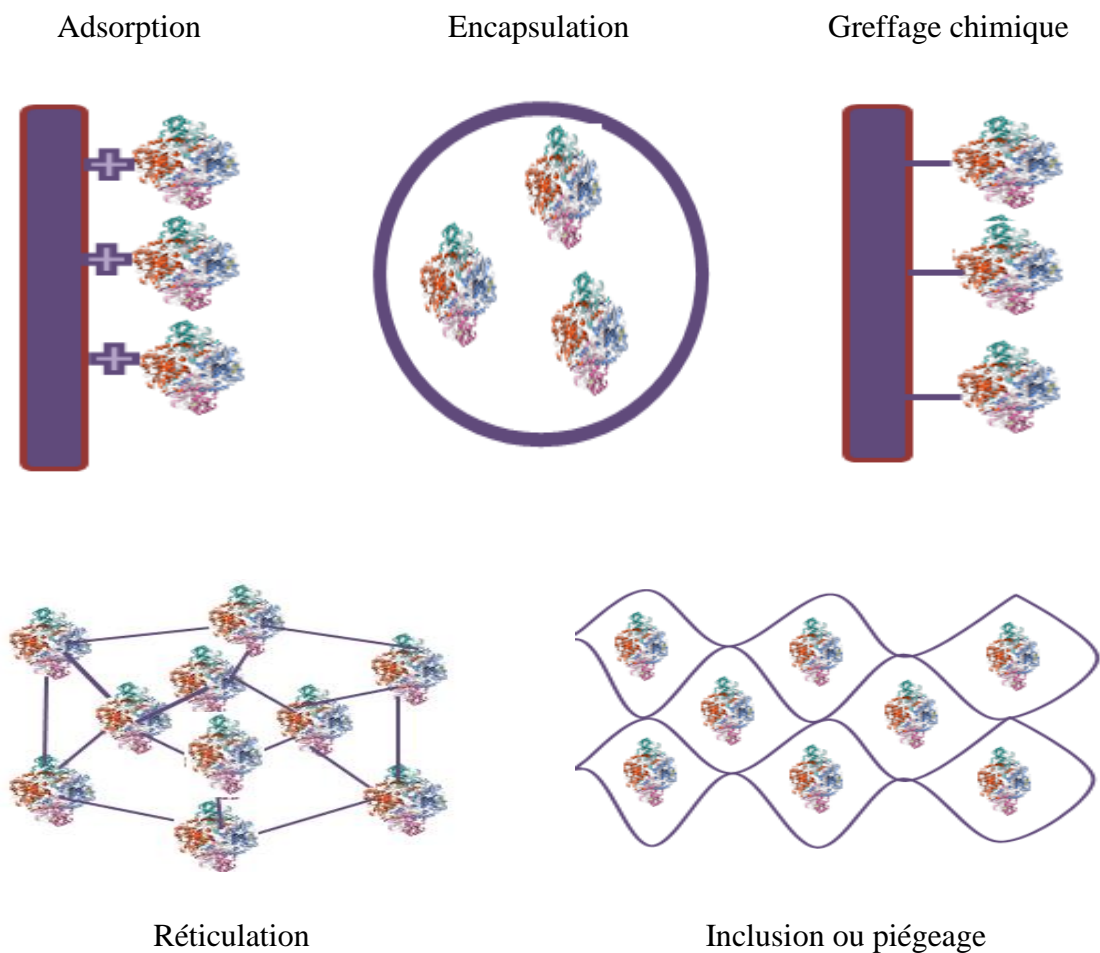 Adsorption
Encapsulation
Greffage chimique
Réticulation
Inclusion ou piégeage